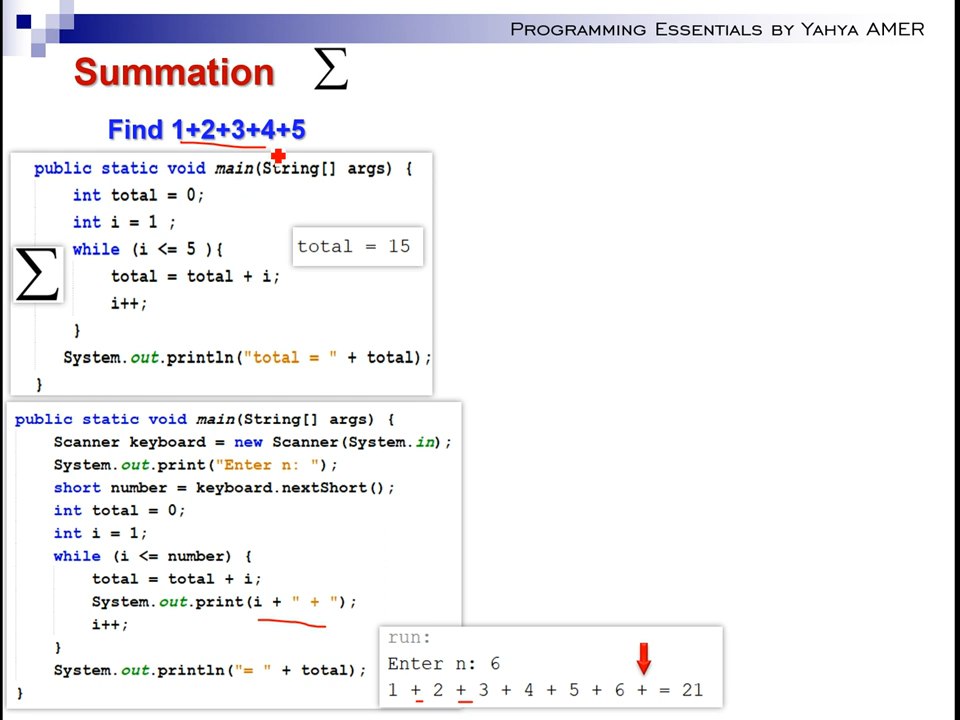 PROGRAMMING ESSENTIALS BY YAHYA AMER
Summation ∑
Find 1+2+3+4+5
public static void main(String[] args) {
int total = 0;
int i = 1 ;
while (i <= 5 ){
total = total + i;
i++;
}
System.out.println("total = " + total);
}
total = 15
∑
public static void main(String[] args) {
Scanner keyboard = new Scanner(System.in);
System.out.print("Enter n: ");
short number = keyboard.nextShort();
int total = 0;
int i = 1;
while (i <= number) {
total = total + i;
System.out.print(i + " + ");
i++;
}
System.out.println("= " + total);
}
run:
Enter n: 6
1 + 2 + 3 + 4 + 5 + 6 + = 21